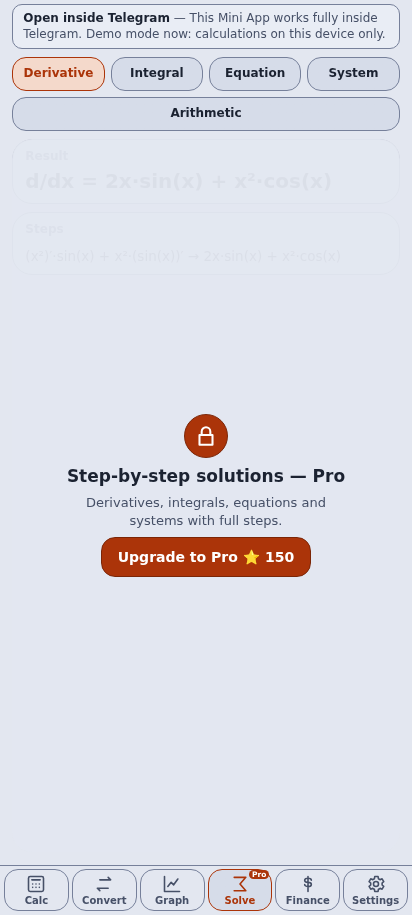 Open inside Telegram — This Mini App works fully inside
Telegram. Demo mode now: calculations on this device only.
Derivative
Integral
Equation
System
Arithmetic
Result
d/dx = 2x·sin(x) + x²·cos(x)
Steps
(x²)′·sin(x) + x²·(sin(x))′ → 2x·sin(x) + x²·cos(x)
Step-by-step solutions — Pro
Derivatives, integrals, equations and
systems with full steps.
Upgrade to Pro ⭐ 150
Pro
Calc
Convert
Graph
Solve
Finance
Settings